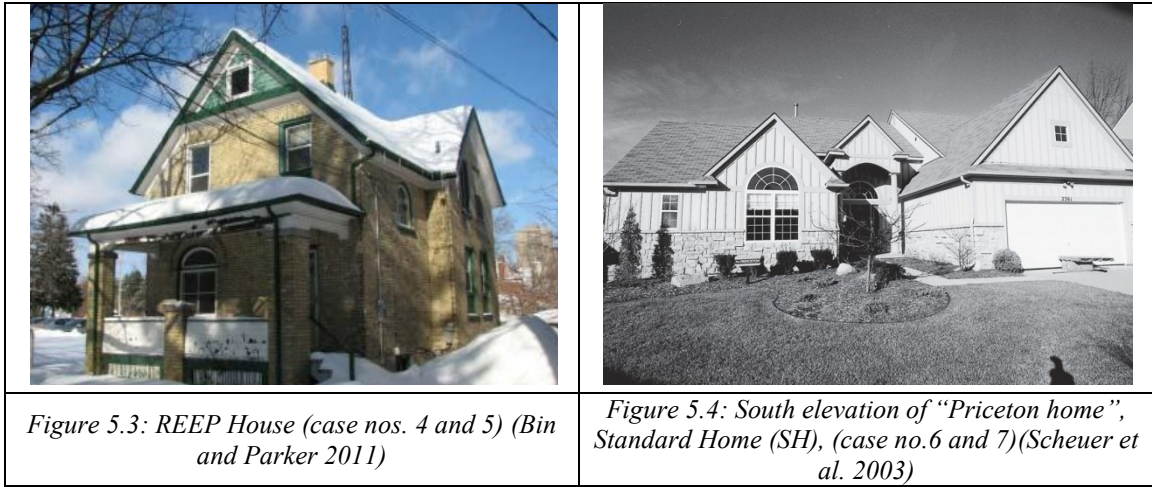 Figure 5.3: REEP House (case nos. 4 and 5) (Bin
and Parker 2011)
Figure 5.4: South elevation of “Priceton home”,
Standard Home (SH), (case no.6 and 7)(Scheuer et
al. 2003)